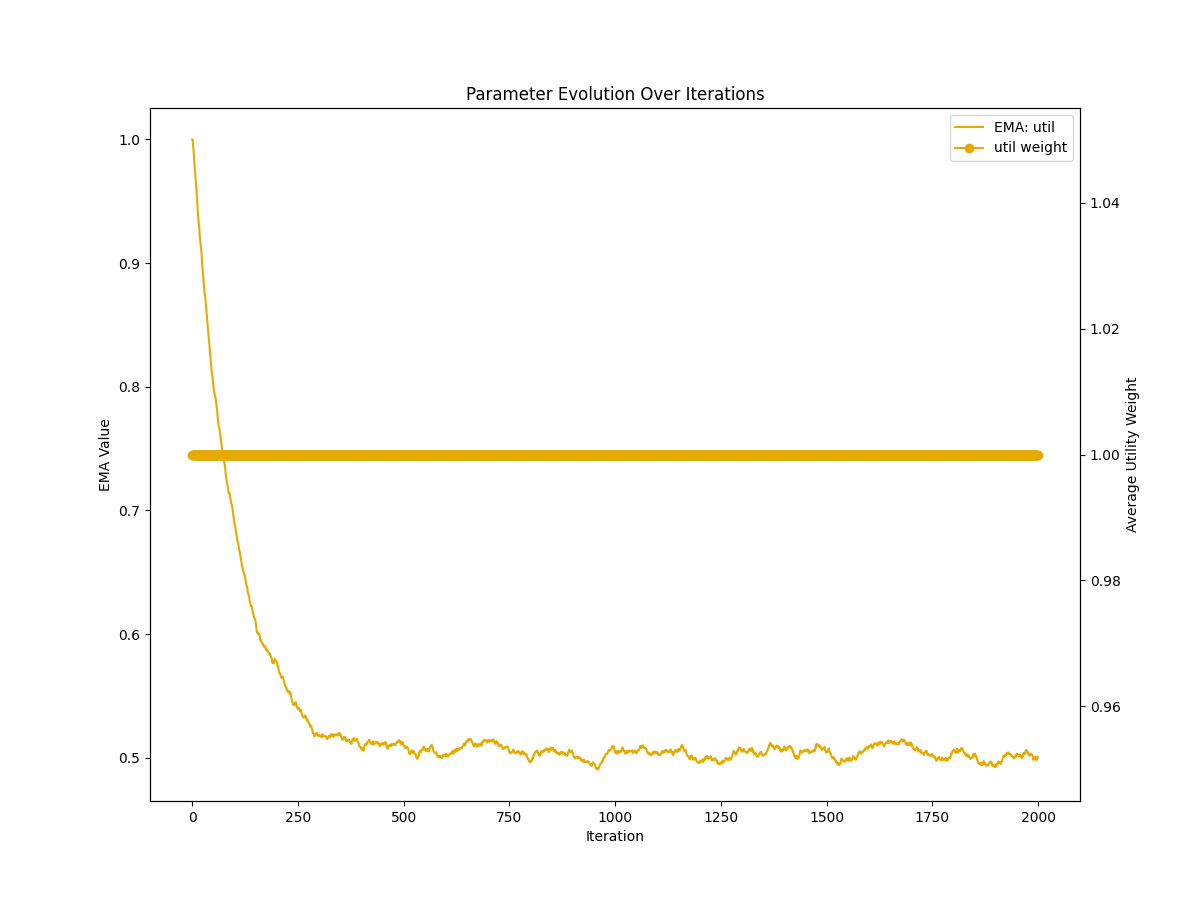 Parameter Evolution Over Iterations
EMA: util
util weight
1.0
0.9
0.8
0.7
0.6
0.5
EMA Value
1.04
1.02
1.00
0.98
0.96
Average Utility Weight
0 250 500 750 1000 1250 1500 1750 2000
Iteration